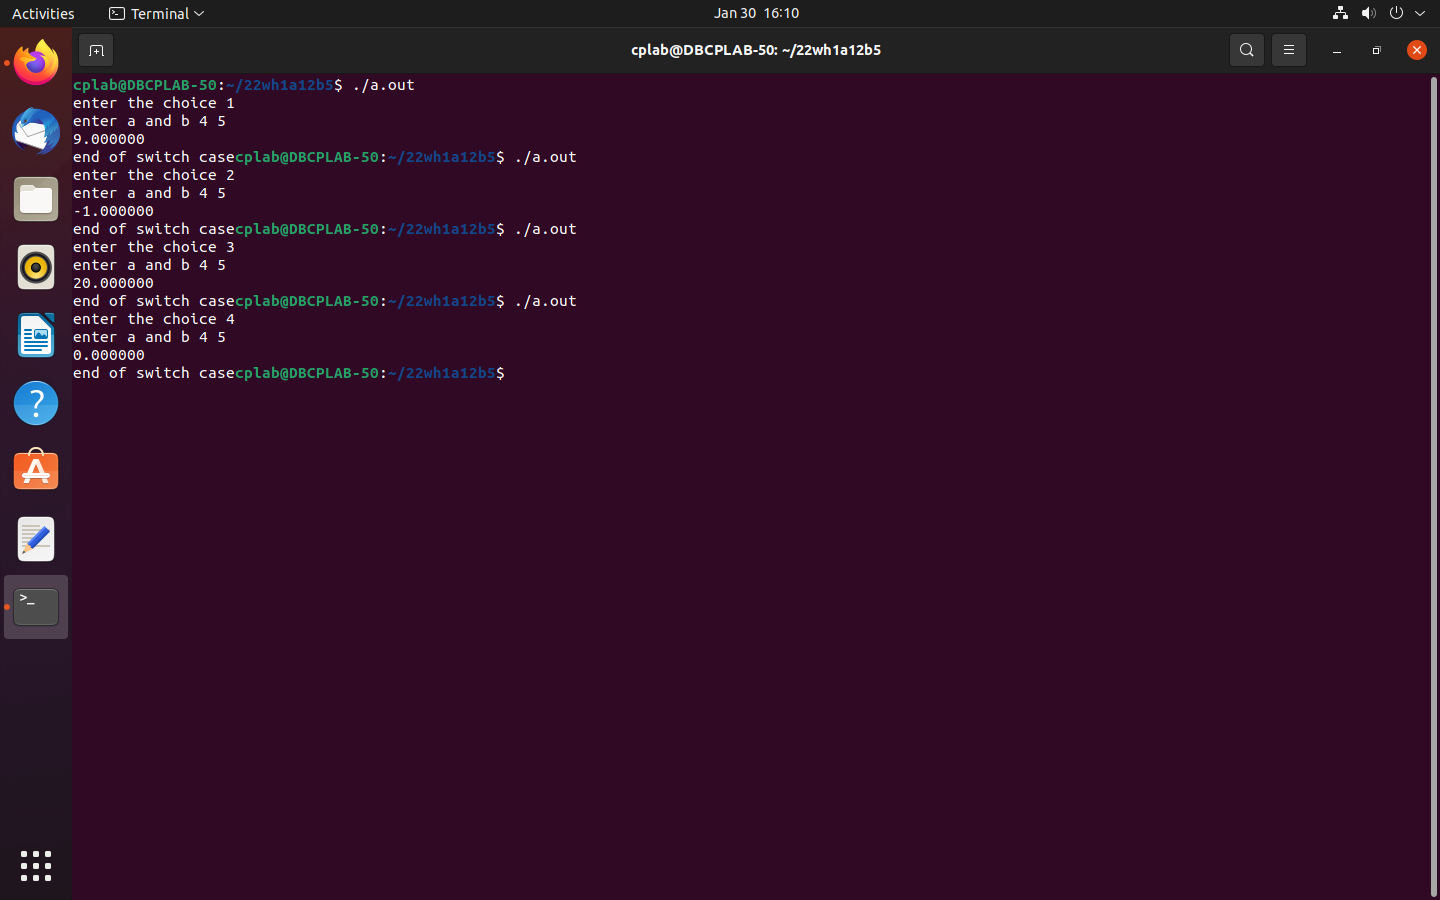 Activities
Terminal
Jan 30 16:10
cplab@DBCPLAB-50: ~/22wh1a12b5
cplab@DBCPLAB-50:~/22wh1a12b5$ ./a.out
enter the choice 1
enter a and b 4 5
9.000000
end of switch casecplab@DBCPLAB-50:~/22wh1a12b5$ ./a.out
enter the choice 2
enter a and b 4 5
-1.000000
end of switch casecplab@DBCPLAB-50:~/22wh1a12b5$ ./a.out
enter the choice 3
enter a and b 4 5
20.000000
end of switch casecplab@DBCPLAB-50:~/22wh1a12b5$ ./a.out
enter the choice 4
enter a and b 4 5
0.000000
end of switch casecplab@DBCPLAB-50:~/22wh1a12b5$